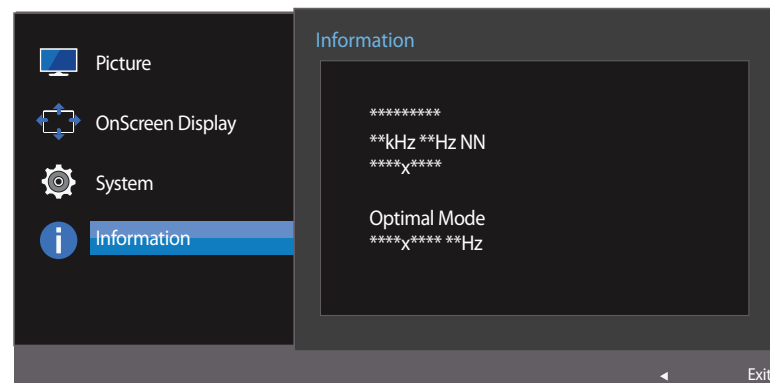 Picture
OnScreen Display
System
Information
Information
*********
**kHz **Hz NN
****x****
Optimal Mode
****x**** **Hz
Exit